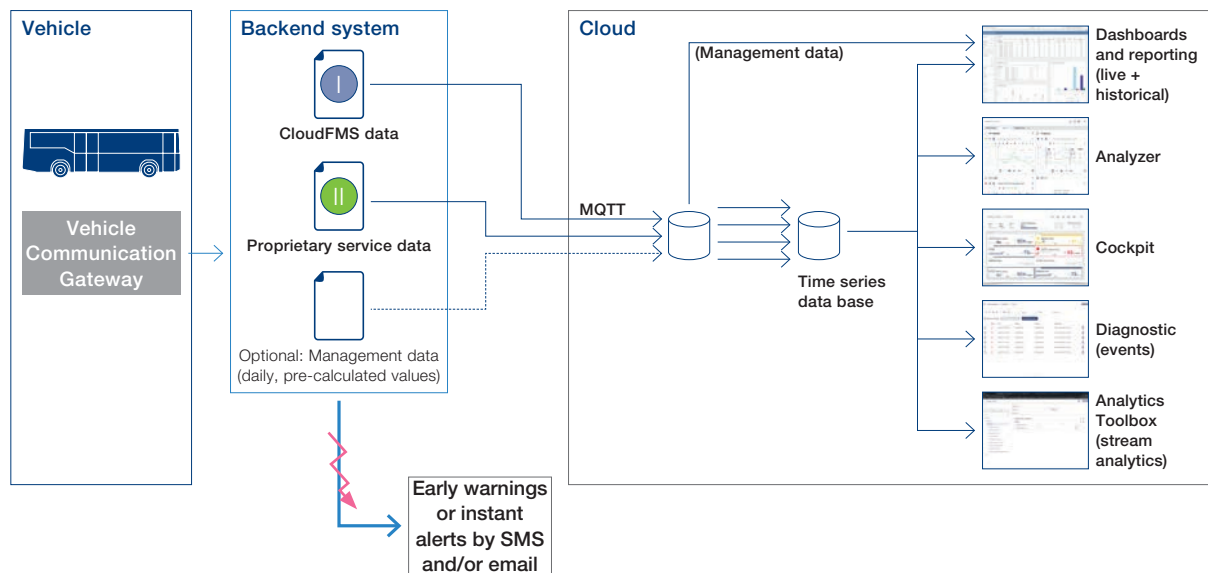 Vehicle
Vehicle
Communication
Gateway
Backend system
I
CloudFMS data
II
Proprietary service data
Optional: Management data
(daily, pre-calculated values)
Early warnings
or instant
alerts by SMS
and/or email
Cloud
(Management data)
MQTT
Time series
data base
Dashboards
and reporting
(live +
historical)
Analyzer
Cockpit
Diagnostic
(events)
Analytics
Toolbox
(stream
analytics)